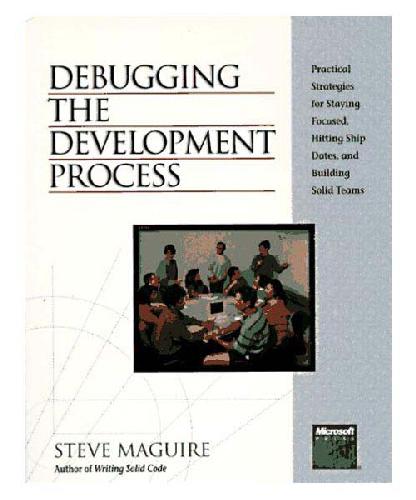 DEBUGGING
THE
DEVELOPMENT
PROCESS
Practical
Strategies
for Staying
Focused,
Hitting Ship
Dates, and
Building
Solid Teams
STEVE MAGUIRE
Author of Writing Solid Code
Microsoft
PRESS